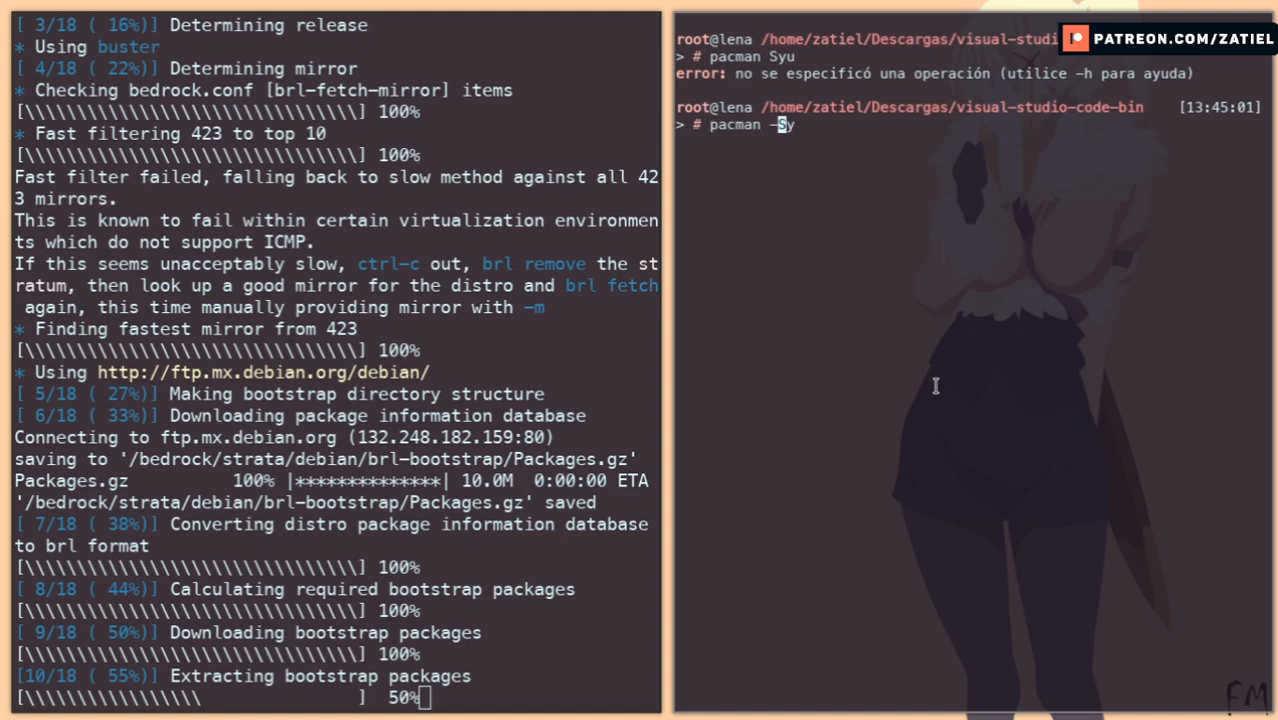 [ 3/18 ( 16%)] Determining release
* Using buster
[ 4/18 ( 22%)] Determining mirror
* Checking bedrock.conf [brl-fetch-mirror] items
[\\\\\\\\\\\\\\\\\\\\\\\\\\\\\\\\] 100%
* Fast filtering 423 to top 10
[\\\\\\\\\\\\\\\\\\\\\\\\\\\\\\\\] 100%
Fast filter failed, falling back to slow method against all 42
3 mirrors.
This is known to fail within certain virtualization environmen
ts which do not support ICMP.
If this seems unacceptably slow, ctrl-c out, brl remove the st
ratum, then look up a good mirror for the distro and brl fetch
again, this time manually providing mirror with -m
* Finding fastest mirror from 423
[\\\\\\\\\\\\\\\\\\\\\\\\\\\\\\\\] 100%
* Using http://ftp.mx.debian.org/debian/
[ 5/18 ( 27%)] Making bootstrap directory structure
[ 6/18 ( 33%)] Downloading package information database
Connecting to ftp.mx.debian.org (132.248.182.159:80)
saving to '/bedrock/strata/debian/brl-bootstrap/Packages.gz'
Packages.gz 100% |**************| 10.0M 0:00:00 ETA
'/bedrock/strata/debian/brl-bootstrap/Packages.gz' saved
[ 7/18 ( 38%)] Converting distro package information database
to brl format
[\\\\\\\\\\\\\\\\\\\\\\\\\\\\\\\\] 100%
[ 8/18 ( 44%)] Calculating required bootstrap packages
[\\\\\\\\\\\\\\\\\\\\\\\\\\\\\\\\] 100%
[ 9/18 ( 50%)] Downloading bootstrap packages
[\\\\\\\\\\\\\\\\\\\\\\\\\\\\\\\\] 100%
[10/18 ( 55%)] Extracting bootstrap packages
[\\\\\\\\\\\\\\\\ ] 50%
root@lena /home/zatiel/Descargas/visual-studi
> # pacman Syu
error: no se especificó una operación (utilice -h para ayuda)
root@lena /home/zatiel/Descargas/visual-studio-code-bin [13:45:01]
> # pacman -Sy
PATREON.COM/ZATIEL
FM